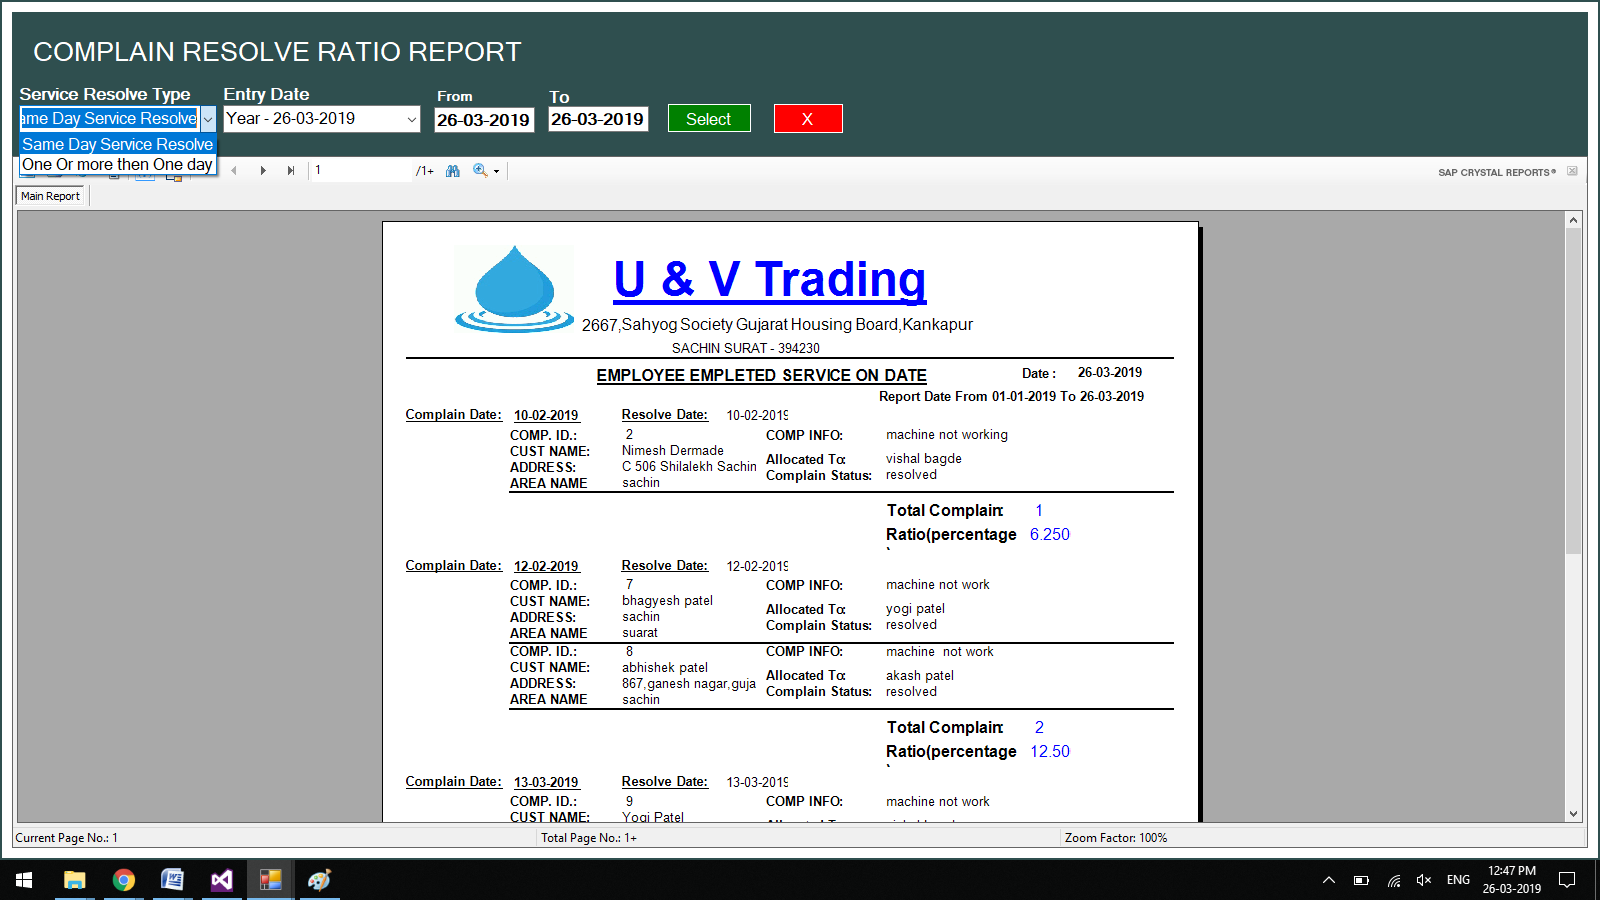 COMPLAIN RESOLVE RATIO REPORT
Service Resolve Type Entry Date From To
ame Day Service Resolve Year - 26-03-2019 26-03-2019 26-03-2019 Select X
Same Day Service Resolve
One Or more then One day
1 /1+ SAP CRYSTAL REPORTS®
Main Report
U & V Trading
2667,Sahyog Society Gujarat Housing Board,Kankapur
SACHIN SURAT - 394230
EMPLOYEE EMPLETED SERVICE ON DATE Date : 26-03-2019
Report Date From 01-01-2019 To 26-03-2019
Complain Date: 10-02-2019 Resolve Date: 10-02-2019
COMP. ID.: 2 COMP INFO: machine not working
CUST NAME: Nimesh Dermade
Allocated To: vishal bagde
ADDRESS: C 506 Shilalekh Sachin
Complain Status: resolved
AREA NAME sachin
Total Complain: 1
Ratio(percentage 6.250
Complain Date: 12-02-2019 Resolve Date: 12-02-2019
COMP. ID.: 7 COMP INFO: machine not work
CUST NAME: bhagyesh patel
Allocated To: yogi patel
ADDRESS: sachin
Complain Status: resolved
AREA NAME suarat
COMP. ID.: 8 COMP INFO: machine not work
CUST NAME: abhishek patel
Allocated To: akash patel
ADDRESS: 867,ganesh nagar,guja
Complain Status: resolved
AREA NAME sachin
Total Complain: 2
Ratio(percentage 12.50
Complain Date: 13-03-2019 Resolve Date: 13-03-2019
COMP. ID.: 9 COMP INFO: machine not work
CUST NAME: Yogi Patel
Current Page No.: 1 Total Page No.: 1+ Zoom Factor: 100%
ENG 12:47 PM
26-03-2019